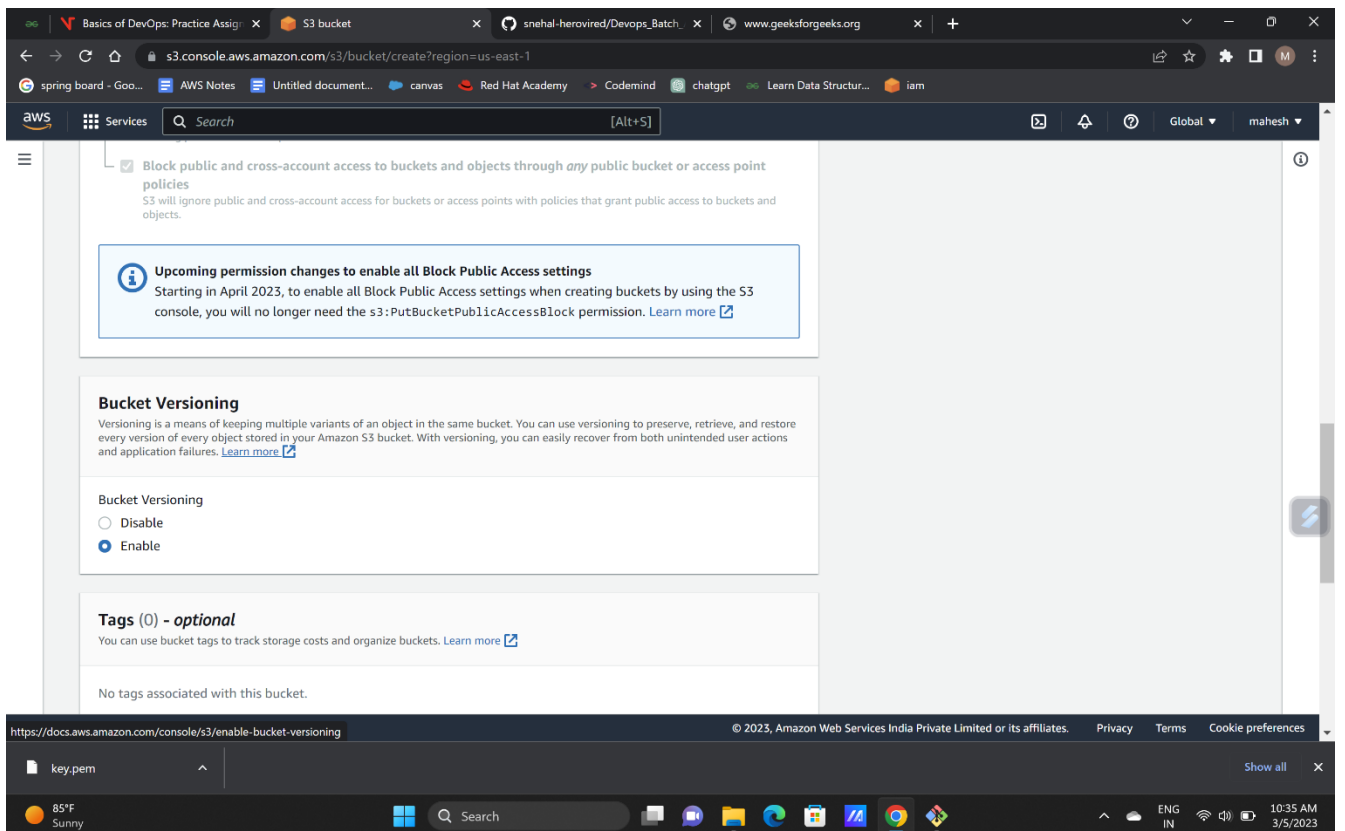 Basics of DevOps: Practice Assign
S3 bucket
snehal-herovired/Devops_Batch_
www.geeksforgeeks.org
s3.console.aws.amazon.com/s3/bucket/create?region=us-east-1
M
spring board - Goo...
AWS Notes
Untitled document...
canvas
Red Hat Academy
Codemind
chatgpt
Learn Data Structur...
iam
aws
Services
Search
[Alt+S]
Global
mahesh
Block public and cross-account access to buckets and objects through any public bucket or access point
policies
S3 will ignore public and cross-account access for buckets or access points with policies that grant public access to buckets and
objects.
Upcoming permission changes to enable all Block Public Access settings
Starting in April 2023, to enable all Block Public Access settings when creating buckets by using the S3
console, you will no longer need the s3:PutBucketPublicAccessBlock permission. Learn more
Bucket Versioning
Versioning is a means of keeping multiple variants of an object in the same bucket. You can use versioning to preserve, retrieve, and restore
every version of every object stored in your Amazon S3 bucket. With versioning, you can easily recover from both unintended user actions
and application failures. Learn more
Bucket Versioning
Disable
Enable
Tags (0) - optional
You can use bucket tags to track storage costs and organize buckets. Learn more
No tags associated with this bucket.
https://docs.aws.amazon.com/console/s3/enable-bucket-versioning
© 2023, Amazon Web Services India Private Limited or its affiliates.
Privacy
Terms
Cookie preferences
key.pem
Show all
85°F
Sunny
Search
ENG
IN
10:35 AM
3/5/2023